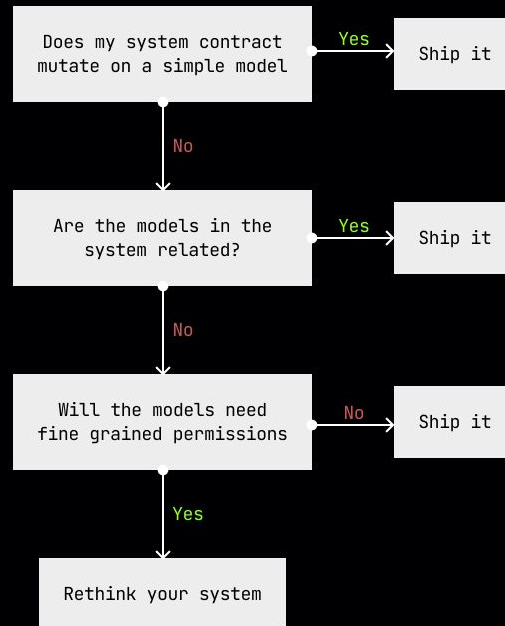 Does my system contract
mutate on a simple model
Yes
Ship it
No
Are the models in the
system related?
Yes
Ship it
No
Will the models need
fine grained permissions
No
Ship it
Yes
Rethink your system